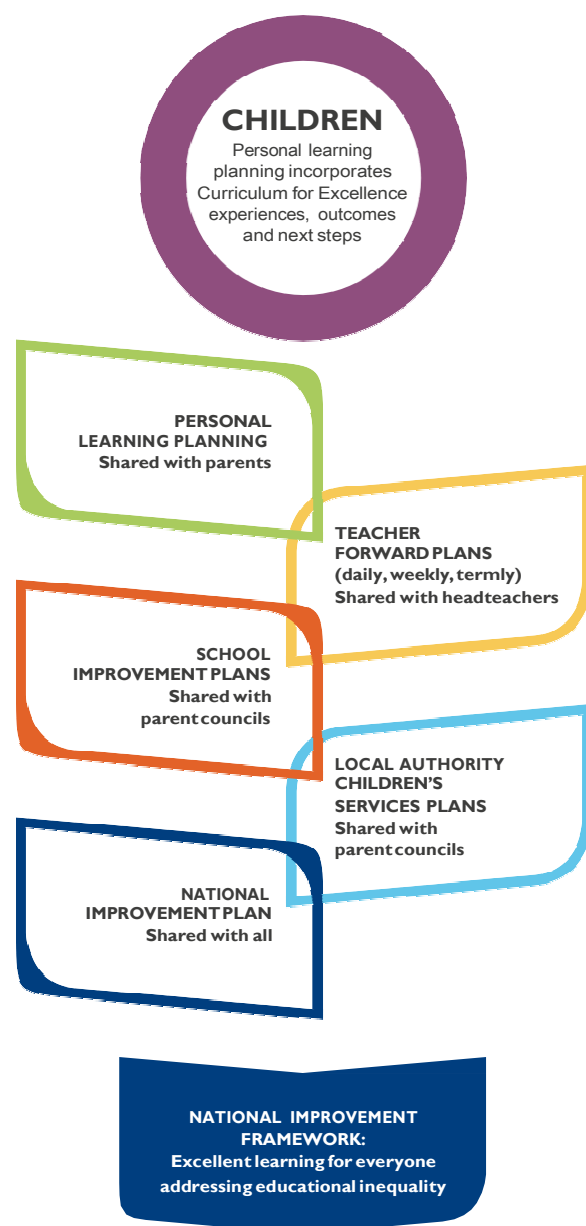 CHILDREN
Personal learning
planning incorporates
Curriculum for Excellence
experiences, outcomes
and next steps
PERSONAL
LEARNING PLANNING
Shared with parents
TEACHER
FORWARD PLANS
(daily, weekly, termly)
Shared with headteachers
SCHOOL
IMPROVEMENT PLANS
Shared with
parent councils
LOCAL AUTHORITY
CHILDREN'S
SERVICES PLANS
Shared with
parent councils
NATIONAL
IMPROVEMENT PLAN
Shared with all
NATIONAL IMPROVEMENT
FRAMEWORK:
Excellent learning for everyone
addressing educational inequality